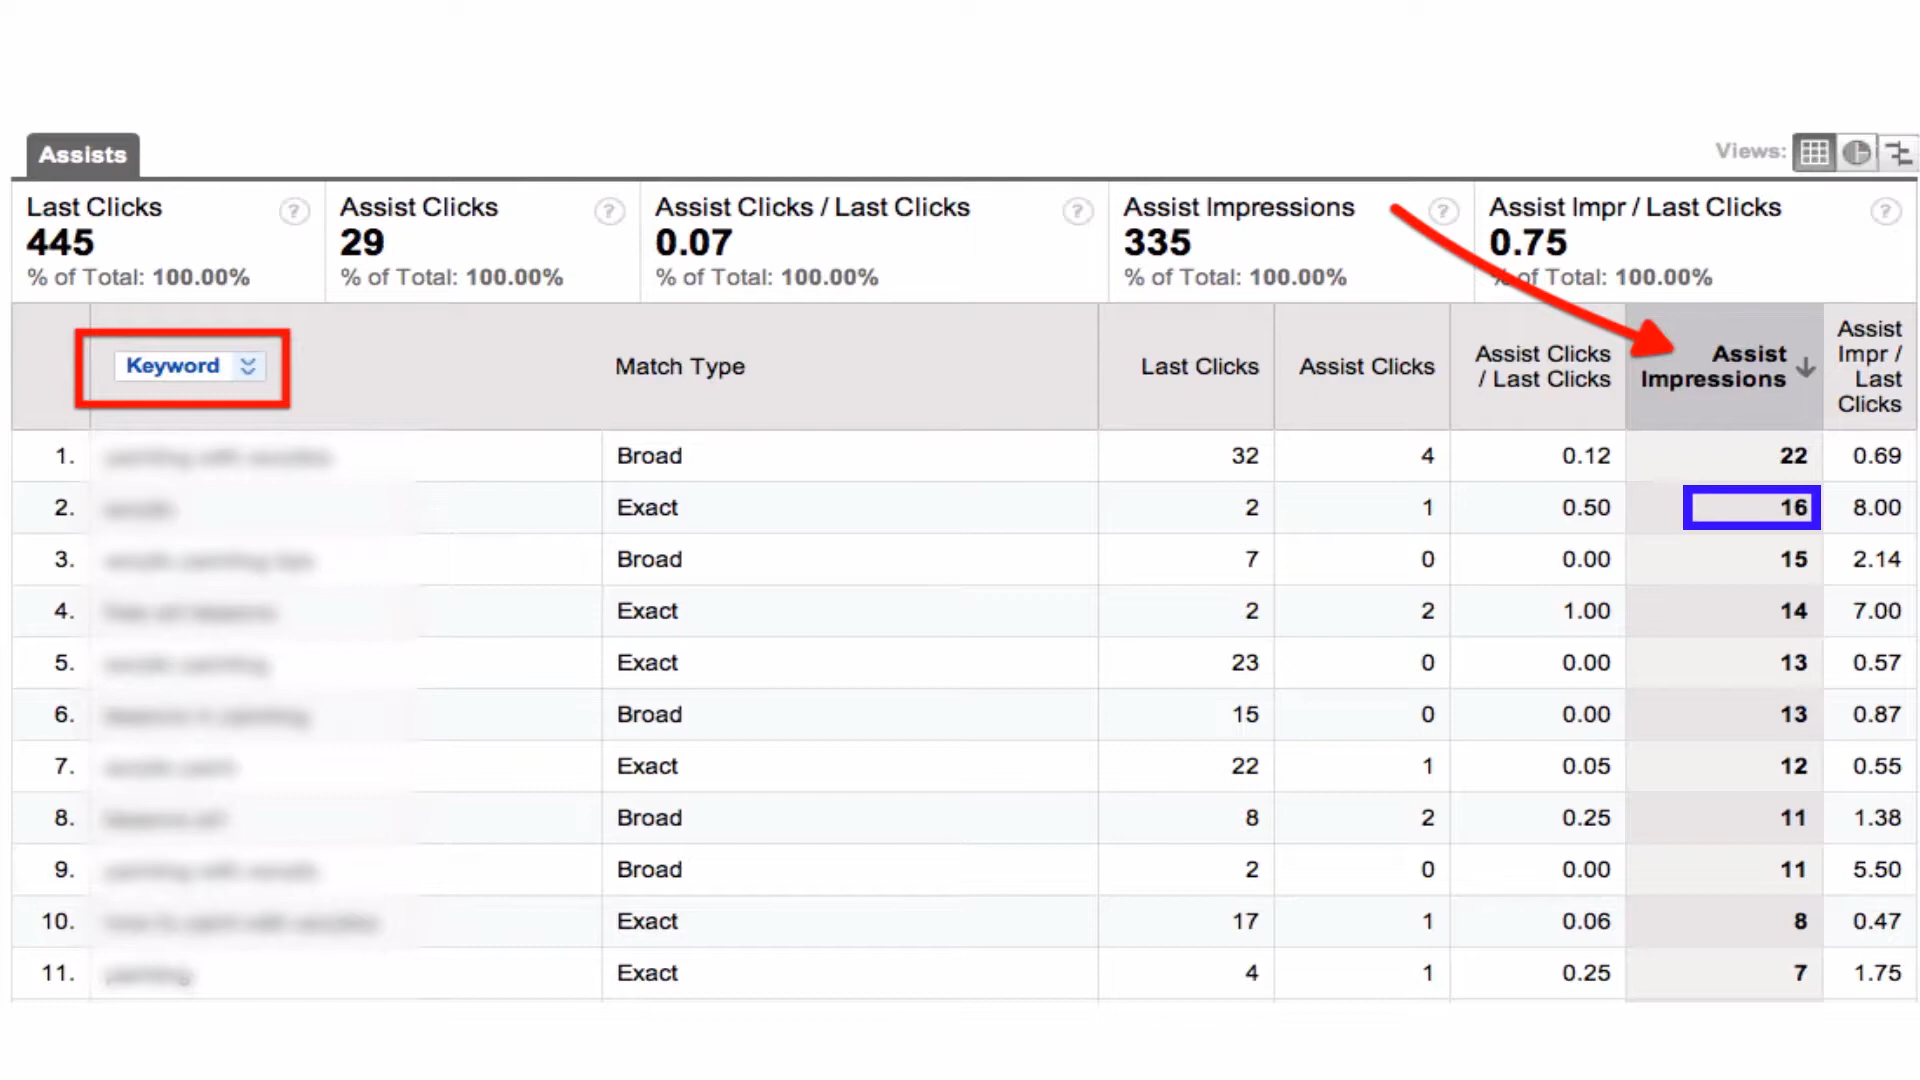 Assists
Views:
Last Clicks ?
445
% of Total: 100.00%
Assist Clicks ?
29
% of Total: 100.00%
Assist Clicks / Last Clicks ?
0.07
% of Total: 100.00%
Assist Impressions ?
335
% of Total: 100.00%
Assist Impr / Last Clicks ?
0.75
% of Total: 100.00%
Keyword
Match Type
Last Clicks
Assist Clicks
Assist Clicks
/ Last Clicks
Assist
Impressions
Assist
Impr /
Last
Clicks
1. Broad 32 4 0.12 22 0.69
2. Exact 2 1 0.50 16 8.00
3. Broad 7 0 0.00 15 2.14
4. Exact 2 2 1.00 14 7.00
5. Exact 23 0 0.00 13 0.57
6. Broad 15 0 0.00 13 0.87
7. Exact 22 1 0.05 12 0.55
8. Broad 8 2 0.25 11 1.38
9. Broad 2 0 0.00 11 5.50
10. Exact 17 1 0.06 8 0.47
11. Exact 4 1 0.25 7 1.75